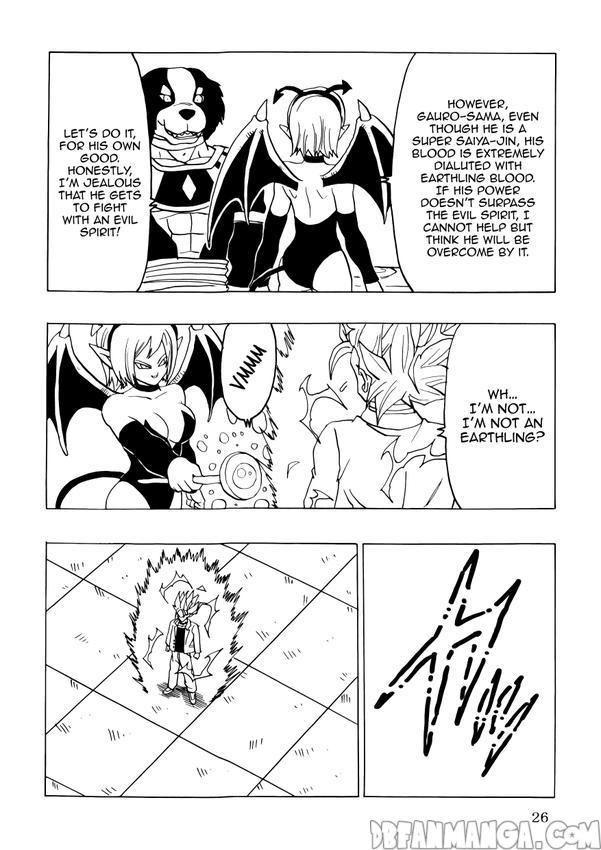 HOWEVER,
GAURO-SAMA, EVEN
THOUGH HE IS A
SUPER SAIYA-JIN, HIS
BLOOD IS EXTREMELY
DIALUTED WITH
EARTHLING BLOOD.
IF HIS POWER
DOESN'T SURPASS
THE EVIL SPIRIT, I
CANNOT HELP BUT
THINK HE WILL BE
OVERCOME BY IT.
LET'S DO IT,
FOR HIS OWN
GOOD.
HONESTLY,
I'M JEALOUS
THAT HE GETS
TO FIGHT
WITH AN EVIL
SPIRIT!
WH...
I'M NOT...
I'M NOT AN
EARTHLING?
VMMM
26
DBFANMANGA.COM